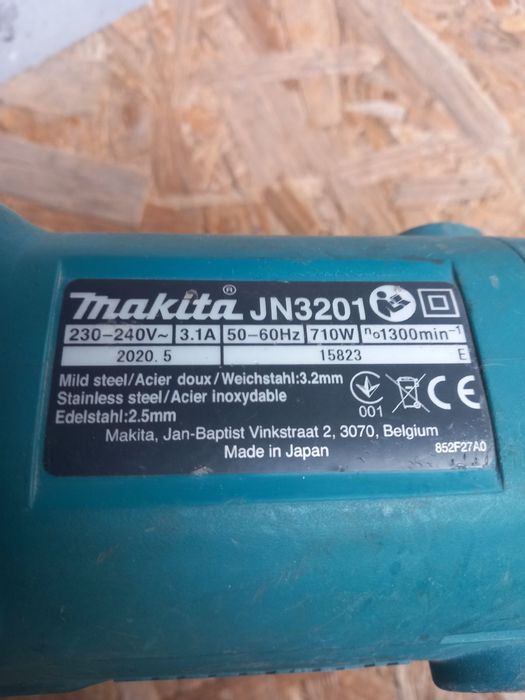 makita® JN3201
230-240V~ 3.1A 50-60Hz 710W n₀1300min⁻¹
2020. 5 15823 E
Mild steel/Acier doux/Weichstahl:3.2mm
Stainless steel/Acier inoxydable
Edelstahl:2.5mm
001 CE
Makita, Jan-Baptist Vinkstraat 2, 3070, Belgium
Made in Japan 852F27A0